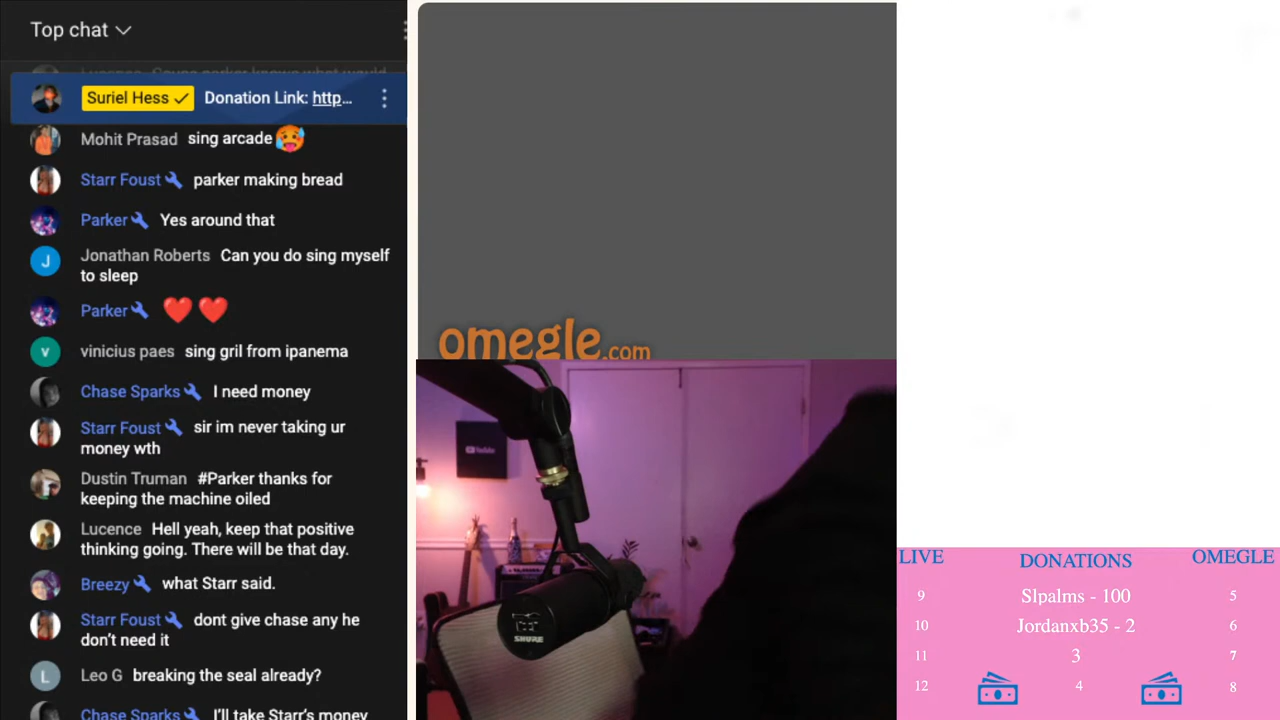 Top chat
Suriel Hess Donation Link: http...
Mohit Prasad sing arcade
Starr Foust parker making bread
Parker Yes around that
Jonathan Roberts Can you do sing myself
to sleep
Parker
vinicius paes sing gril from ipanema
Chase Sparks I need money
Starr Foust sir im never taking ur
money wth
Dustin Truman #Parker thanks for
keeping the machine oiled
Lucence Hell yeah, keep that positive
thinking going. There will be that day.
Breezy what Starr said.
Starr Foust dont give chase any he
don't need it
Leo G breaking the seal already?
Chase Sparks I'll take Starr's money
J
v
L
omegle.com
YouTube
SHURE
LIVE DONATIONS OMEGLE
9 Slpalms - 100 5
10 Jordanxb35 - 2 6
11 3 7
12 4 8